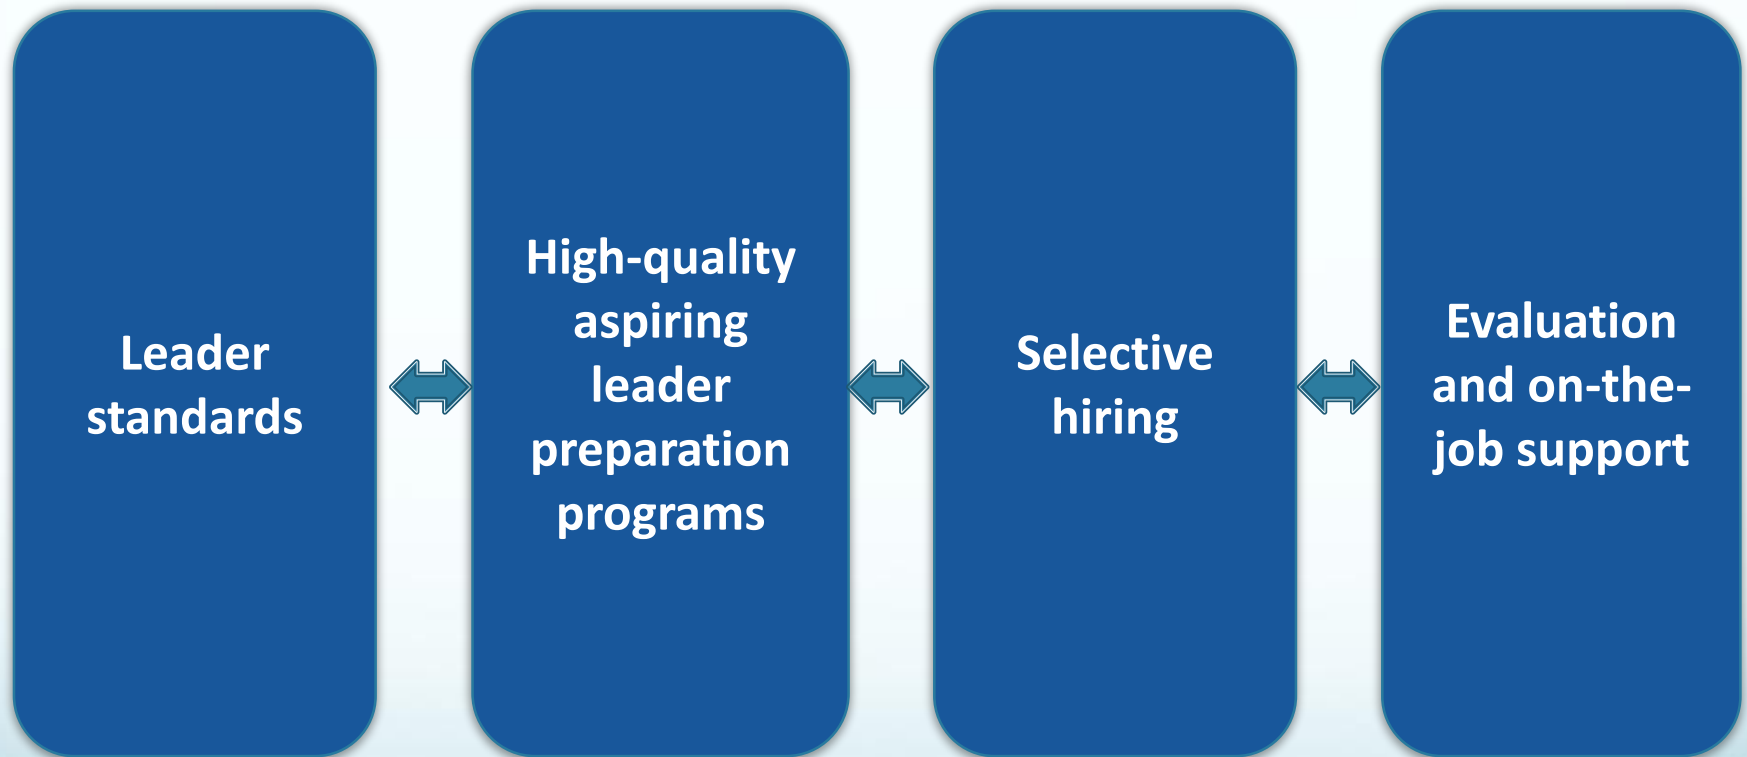 Leader
standards
High-quality
aspiring
leader
preparation
programs
Selective
hiring
Evaluation
and on-the-
job support